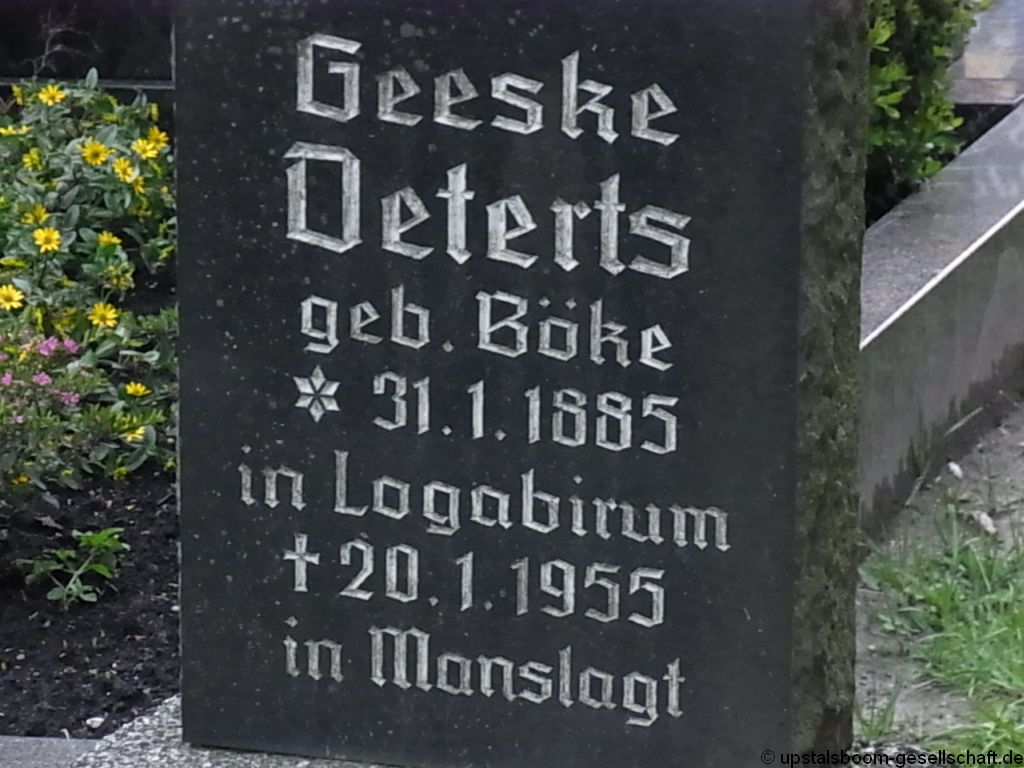 Geeske
Deterts
geb. Böke
* 31.1.1885
in Logabirum
† 20.1.1955
in Manslagt
© upstalsboom-gesellschaft.de